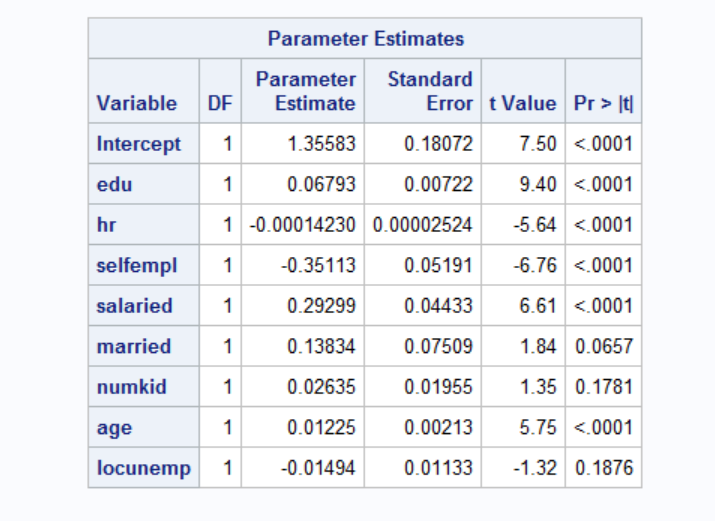 Parameter Estimates
Variable DF Parameter Estimate Standard Error t Value Pr > |t|
Intercept 1 1.35583 0.18072 7.50 <.0001
edu 1 0.06793 0.00722 9.40 <.0001
hr 1 -0.00014230 0.00002524 -5.64 <.0001
selfempl 1 -0.35113 0.05191 -6.76 <.0001
salaried 1 0.29299 0.04433 6.61 <.0001
married 1 0.13834 0.07509 1.84 0.0657
numkid 1 0.02635 0.01955 1.35 0.1781
age 1 0.01225 0.00213 5.75 <.0001
locunemp 1 -0.01494 0.01133 -1.32 0.1876